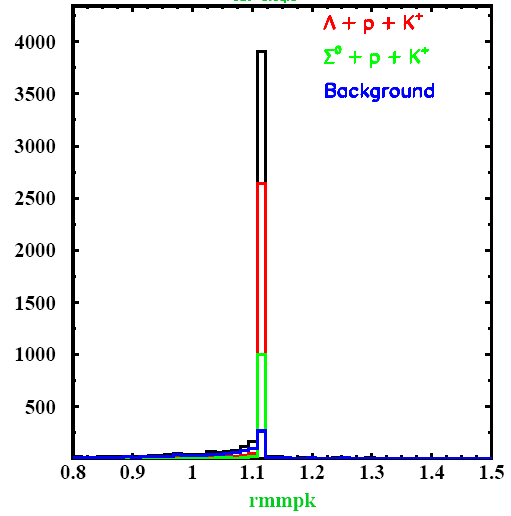 Λ + p + K⁺
Σ⁰ + p + K⁺
Background
4000
3500
3000
2500
2000
1500
1000
500
0.8 0.9 1 1.1 1.2 1.3 1.4 1.5
rmmpk